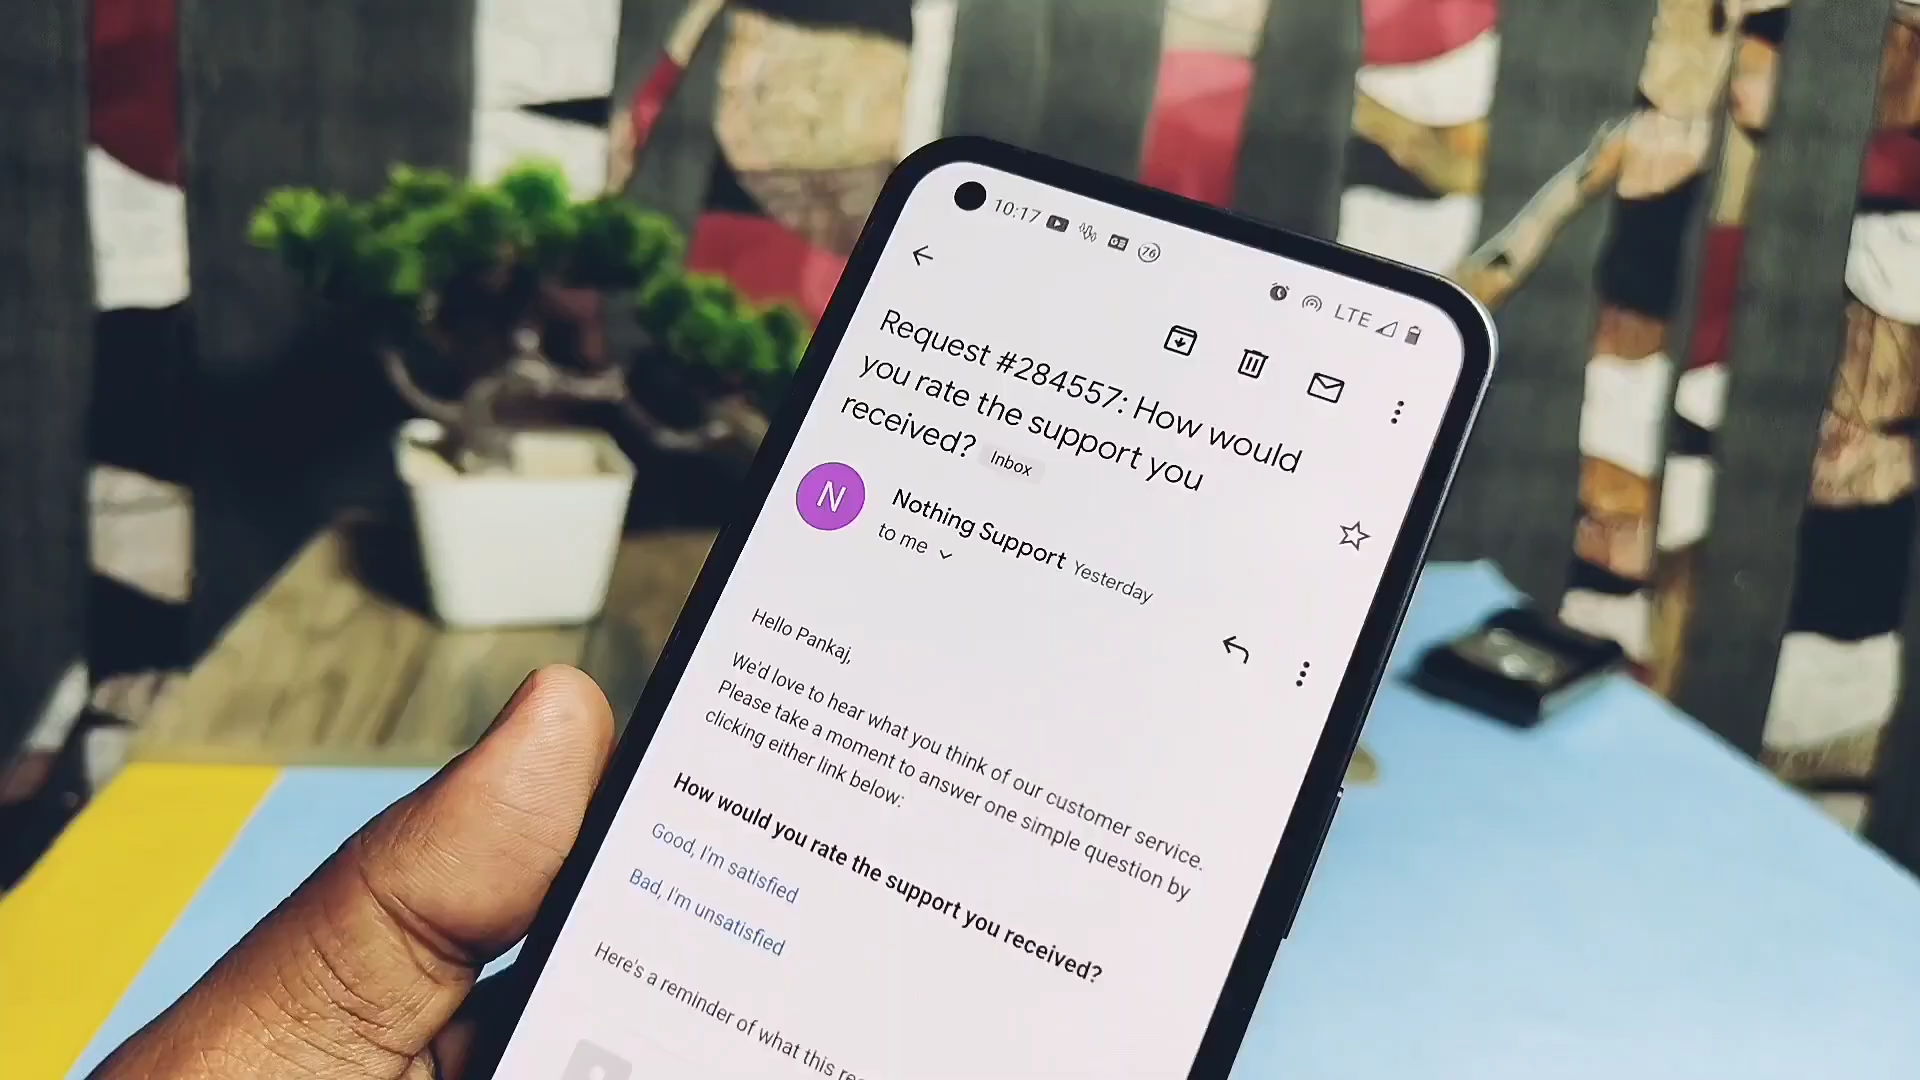 10:17 76 LTE
Request #284557: How would
you rate the support you
received? Inbox
N
Nothing Support Yesterday
to me
Hello Pankaj,
We'd love to hear what you think of our customer service.
Please take a moment to answer one simple question by
clicking either link below:
How would you rate the support you received?
Good, I'm satisfied
Bad, I'm unsatisfied
Here's a reminder of what this